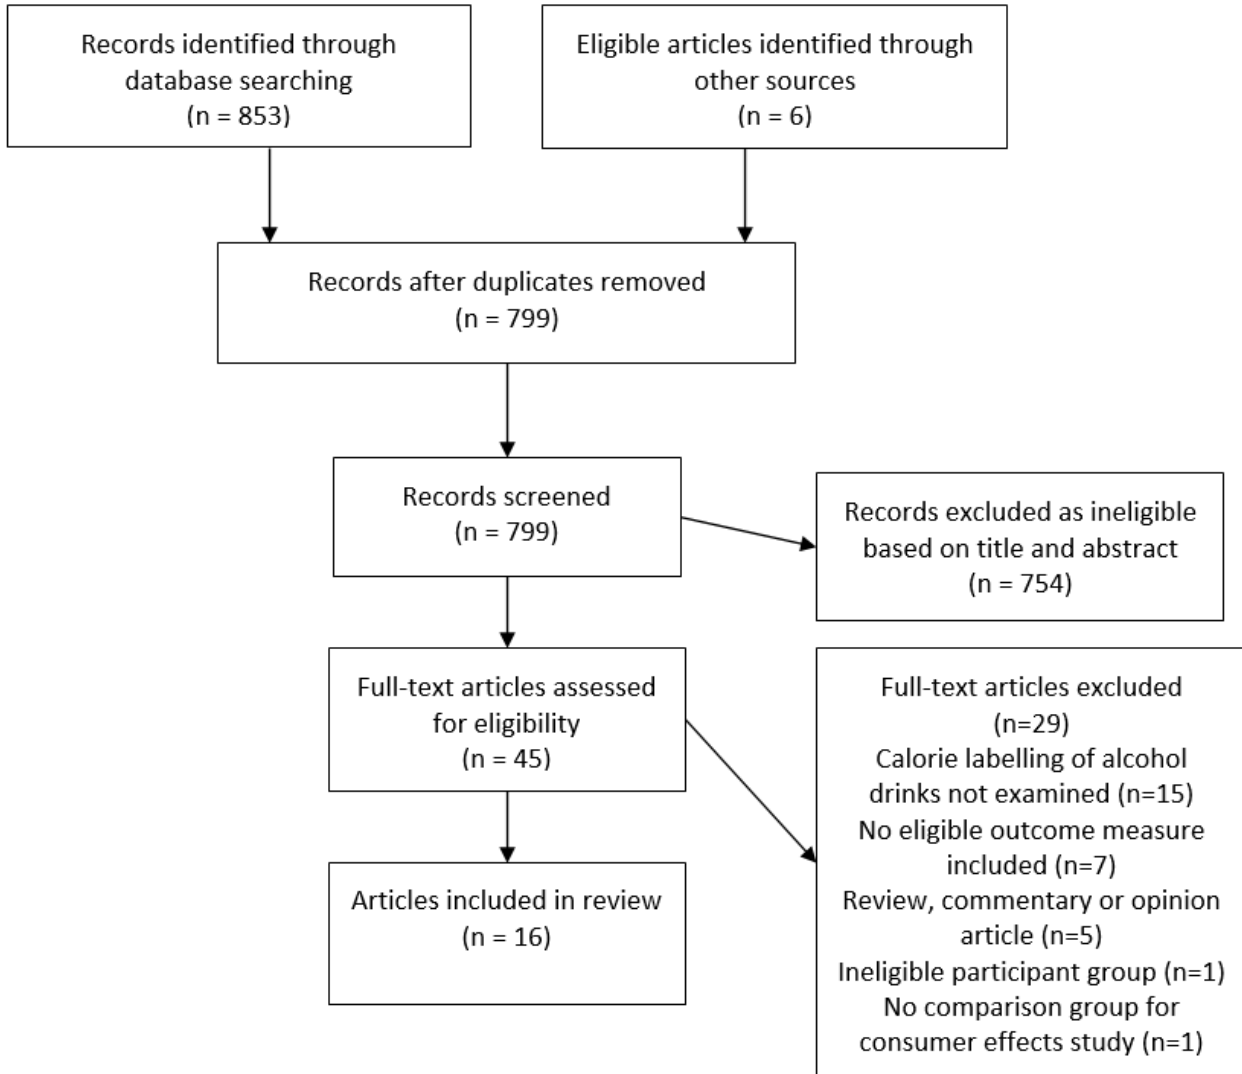 Records identified through
database searching
(n = 853)
Eligible articles identified through
other sources
(n = 6)
Records after duplicates removed
(n = 799)
Records screened
(n = 799)
Records excluded as ineligible
based on title and abstract
(n = 754)
Full-text articles assessed
for eligibility
(n = 45)
Full-text articles excluded
(n=29)
Calorie labelling of alcohol
drinks not examined (n=15)
No eligible outcome measure
included (n=7)
Review, commentary or opinion
article (n=5)
Ineligible participant group (n=1)
No comparison group for
consumer effects study (n=1)
Articles included in review
(n = 16)